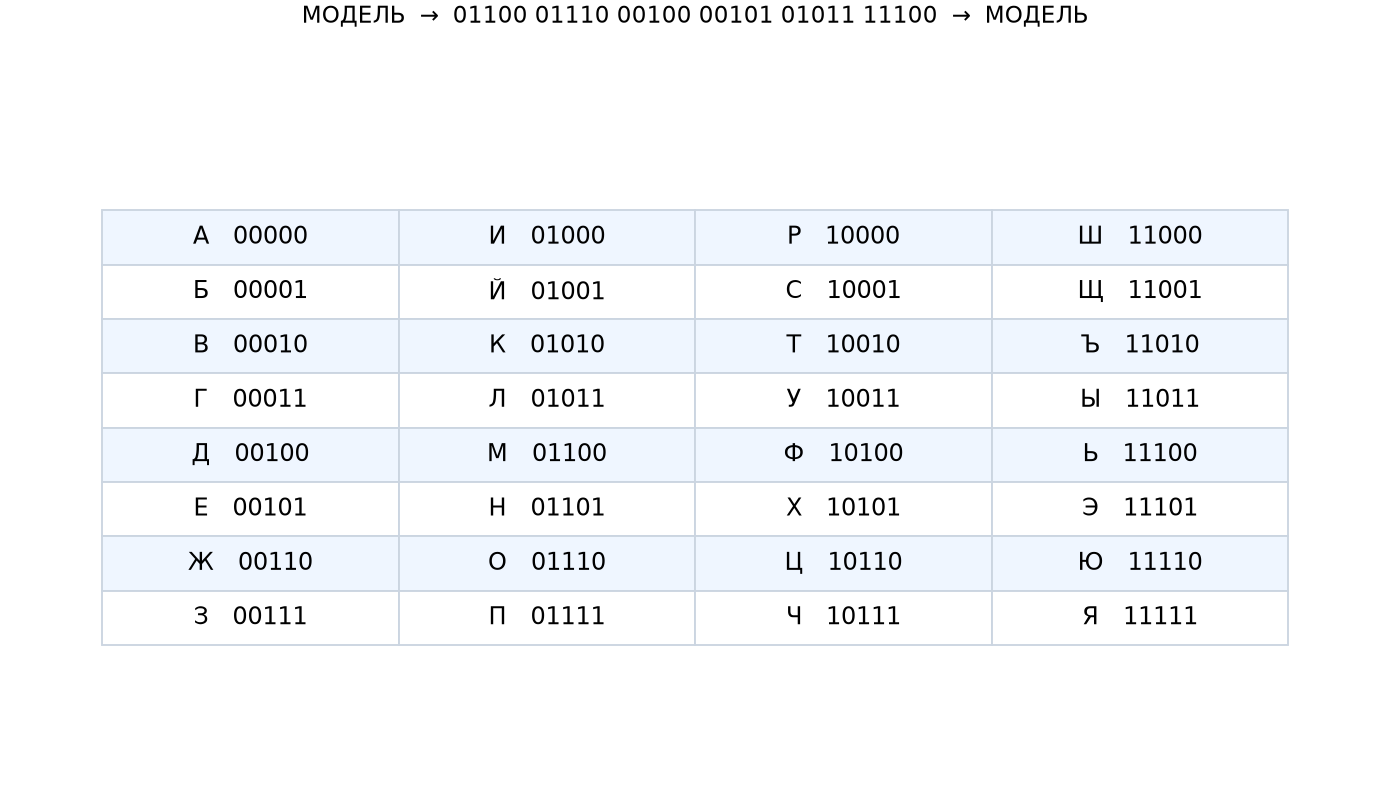 МОДЕЛЬ → 01100 01110 00100 00101 01011 11100 → МОДЕЛЬ
А 00000 И 01000 Р 10000 Ш 11000
Б 00001 Й 01001 С 10001 Щ 11001
В 00010 К 01010 Т 10010 Ъ 11010
Г 00011 Л 01011 У 10011 Ы 11011
Д 00100 М 01100 Ф 10100 Ь 11100
Е 00101 Н 01101 Х 10101 Э 11101
Ж 00110 О 01110 Ц 10110 Ю 11110
З 00111 П 01111 Ч 10111 Я 11111